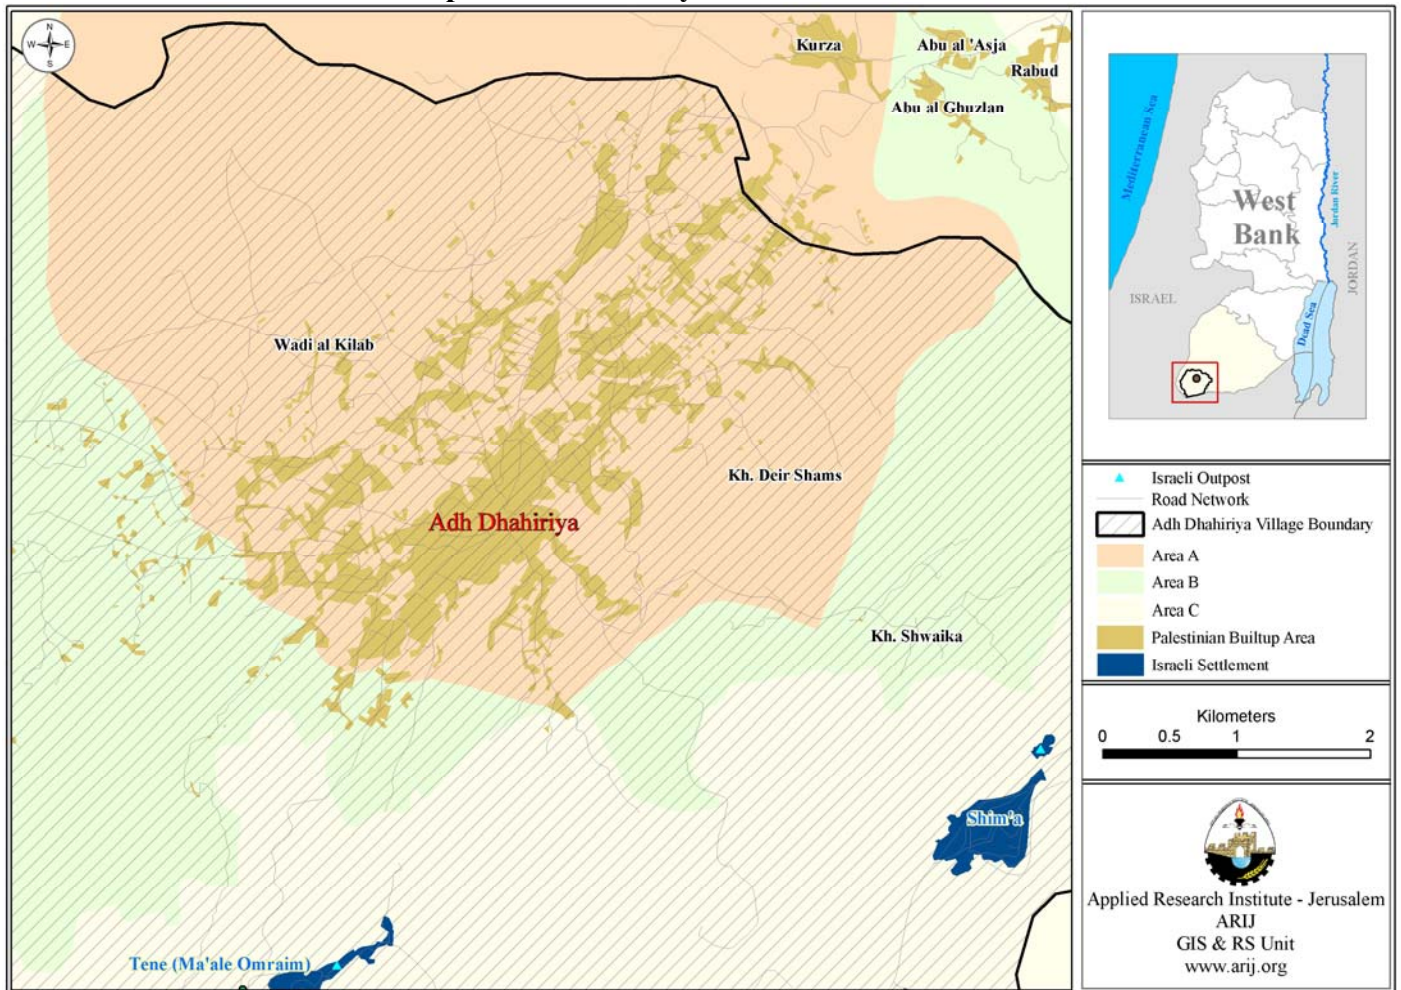 N
W E
S
Kurza
Abu al 'Asja
Rabud
Abu al Ghuzlan
Wadi al Kilab
Kh. Deir Shams
Adh Dhahiriya
Kh. Shwaika
Shim'a
Tene (Ma'ale Omraim)
Mediterranean Sea
West
Bank
Jordan River
JORDAN
ISRAEL
Dead Sea
Israeli Outpost
Road Network
Adh Dhahiriya Village Boundary
Area A
Area B
Area C
Palestinian Builtup Area
Israeli Settlement
Kilometers
0 0.5 1 2
Applied Research Institute - Jerusalem
ARIJ
GIS & RS Unit
www.arij.org